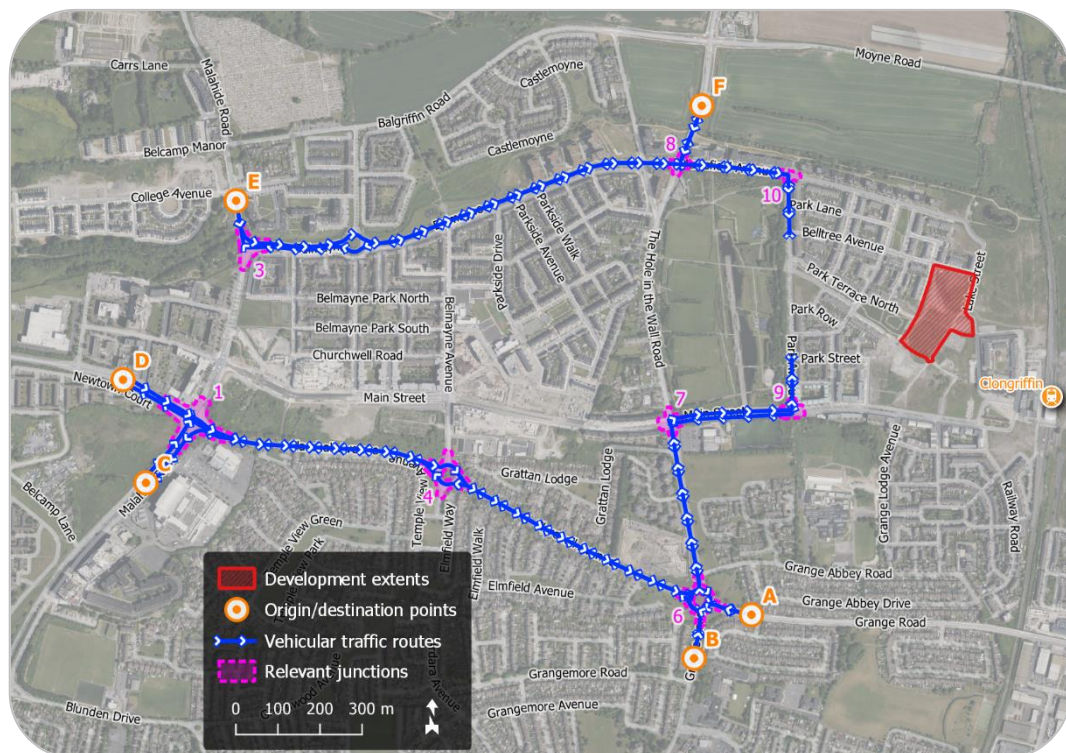 Moyne Road
Carrs Lane
Malahide Road
Castlemoyne
Balgriffin Road
F
Belcamp Manor
Castlemoyne
8
E
College Avenue
10
Park Lane
Parkside Walk
Parkside Avenue
Belltree Avenue
3
The Hole in the Wall Road
Lake Street
Parkside Drive
Park Terrace North
Belmayne Park North
Park Row
Belmayne Park South
Belmayne Avenue
Churchwell Road
Park Street
D
Newtown Court
1
Main Street
7
9
Clongriffin
C
Grattan Lodge
Temple View
4
Grattan Lodge
Grange Lodge Avenue
Railway Road
Belcamp Lane
Temple View Green
Elmfield Way
Elmfield Walk
Elmfield Avenue
Grange Abbey Road
Grange Abbey Drive
6
A
Grange Road
B
Grangemore Road
Grangemore Avenue
Blunden Drive
Development extents
Origin/destination points
Vehicular traffic routes
Relevant junctions
0 100 200 300 m
N